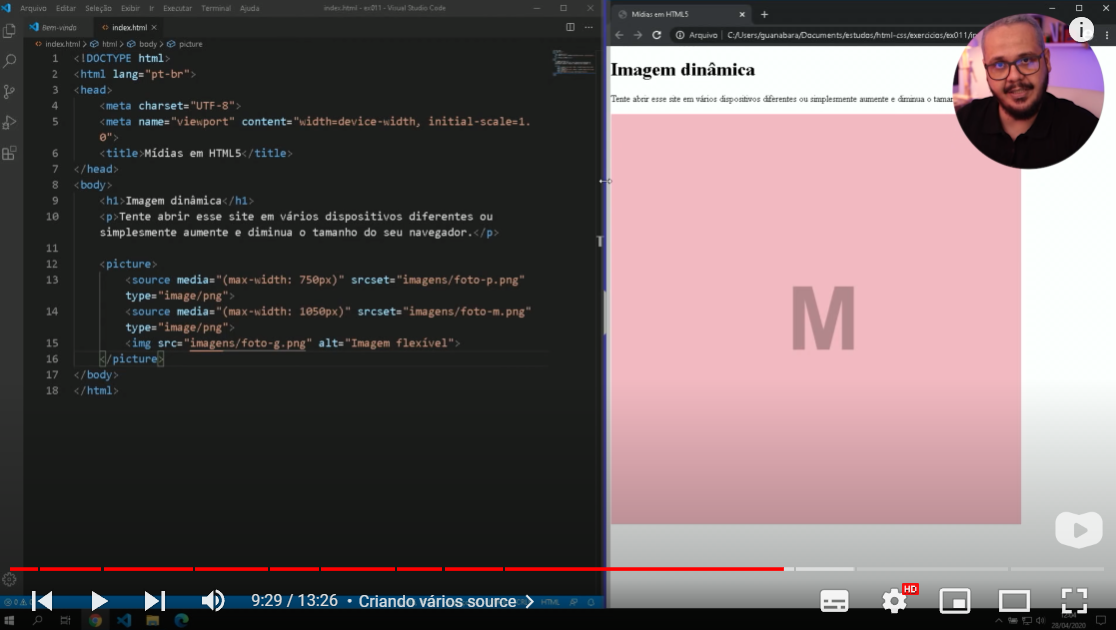 Arquivo Editar Seleção Exibir Ir Executar Terminal Ajuda
index.html - ex011 - Visual Studio Code
Bem-vindo
index.html
index.html > html > body > picture
1 <!DOCTYPE html>
2 <html lang="pt-br">
3 <head>
4 <meta charset="UTF-8">
5 <meta name="viewport" content="width=device-width, initial-scale=1.
0">
6 <title>Mídias em HTML5</title>
7 </head>
8 <body>
9 <h1>Imagem dinâmica</h1>
10 <p>Tente abrir esse site em vários dispositivos diferentes ou
simplesmente aumente e diminua o tamanho do seu navegador.</p>
11
12 <picture>
13 <source media="(max-width: 750px)" srcset="imagens/foto-p.png"
type="image/png">
14 <source media="(max-width: 1050px)" srcset="imagens/foto-m.png"
type="image/png">
15 <img src="imagens/foto-g.png" alt="Imagem flexível">
16 </picture>
17 </body>
18 </html>
Mídias em HTML5
Arquivo | C:/Users/guanabara/Documents/estudos/html-css/exercicios/ex011/
Imagem dinâmica
Tente abrir esse site em vários dispositivos diferentes ou simplesmente aumente e diminua o
M
9:29 / 13:26 • Criando vários source
HD
HTML
28/04/2020